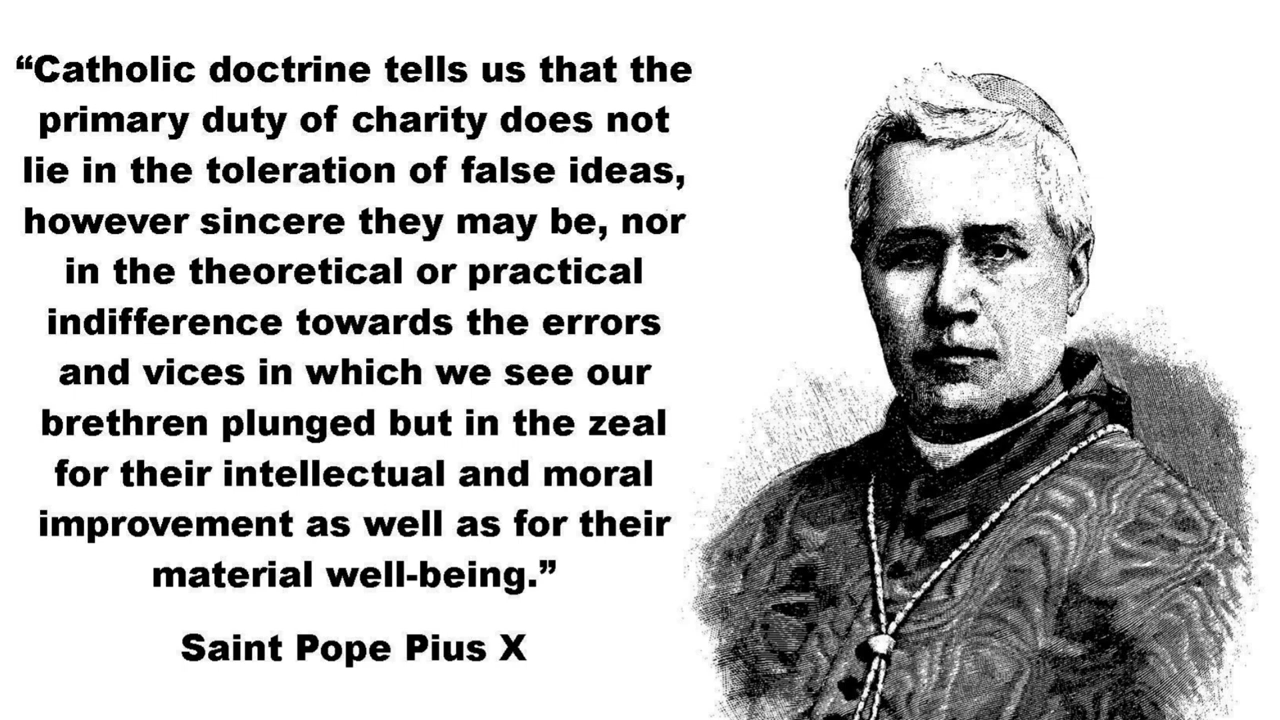 “Catholic doctrine tells us that the
primary duty of charity does not
lie in the toleration of false ideas,
however sincere they may be, nor
in the theoretical or practical
indifference towards the errors
and vices in which we see our
brethren plunged but in the zeal
for their intellectual and moral
improvement as well as for their
material well-being.”
Saint Pope Pius X